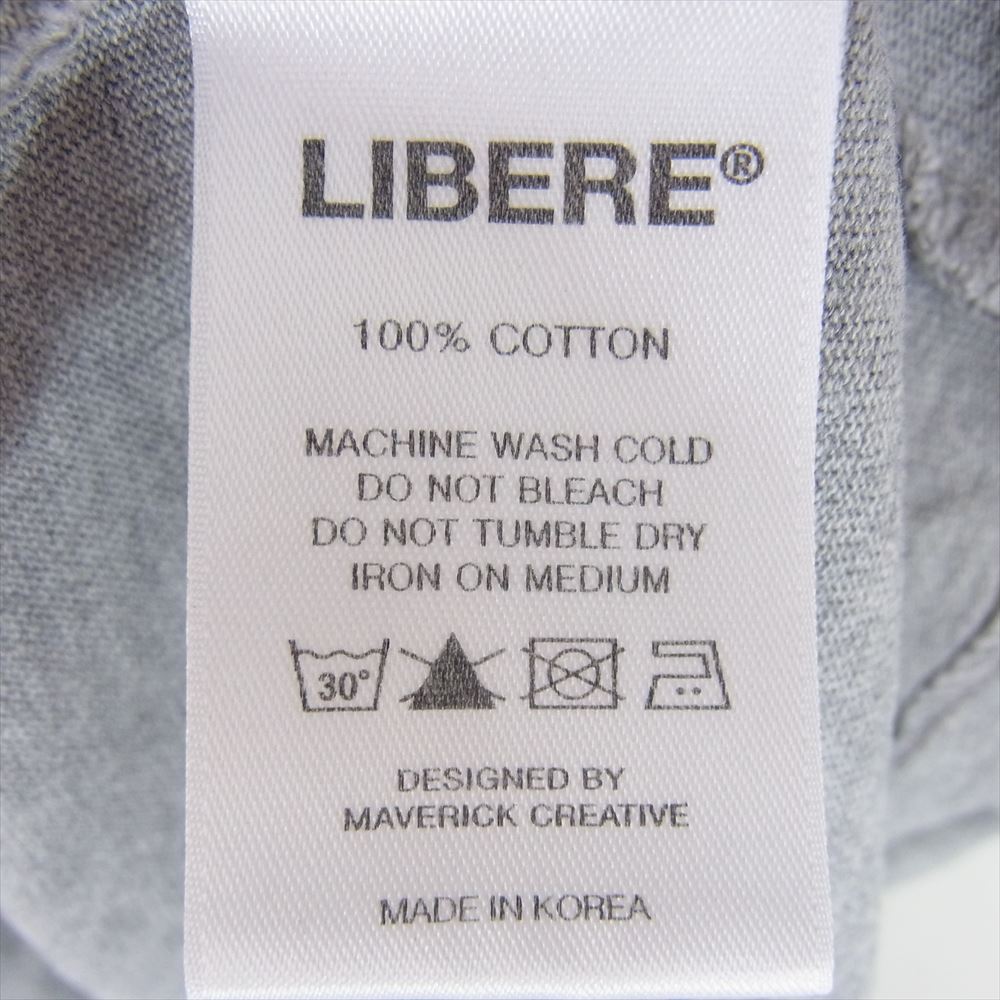 LIBERE®
100% COTTON
MACHINE WASH COLD
DO NOT BLEACH
DO NOT TUMBLE DRY
IRON ON MEDIUM
30°
DESIGNED BY
MAVERICK CREATIVE
MADE IN KOREA